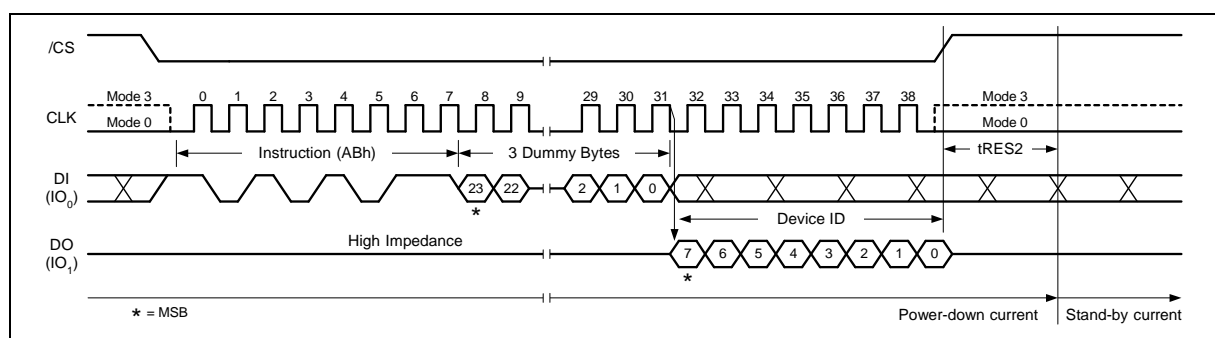 /CS
Mode 3 0 1 2 3 4 5 6 7 8 9 29 30 31 32 33 34 35 36 37 38 Mode 3
CLK
Mode 0 Mode 0
Instruction (ABh) 3 Dummy Bytes tRES2
DI
(IO0)
23 22 2 1 0
*
Device ID
High Impedance
DO
(IO1)
7 6 5 4 3 2 1 0
*
* = MSB
Power-down current Stand-by current